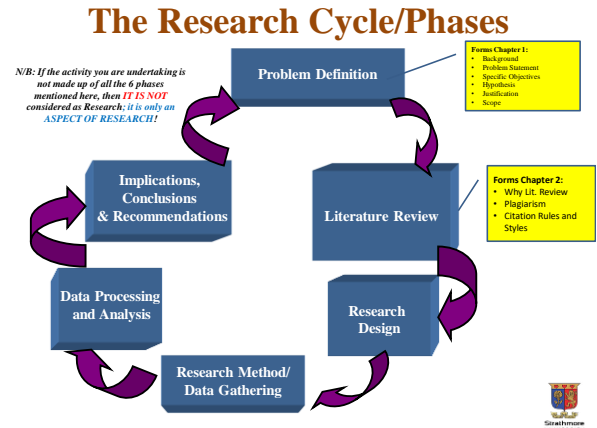 The Research Cycle/Phases
N/B: If the activity you are undertaking is
not made up of all the 6 phases
mentioned here, then IT IS NOT
considered as Research; it is only an
ASPECT OF RESEARCH!
Problem Definition
Forms Chapter 1:
• Background
• Problem Statement
• Specific Objectives
• Hypothesis
• Justification
• Scope
Implications,
Conclusions
& Recommendations
Literature Review
Forms Chapter 2:
• Why Lit. Review
• Plagiarism
• Citation Rules and
Styles
Data Processing
and Analysis
Research
Design
Research Method/
Data Gathering
Strathmore